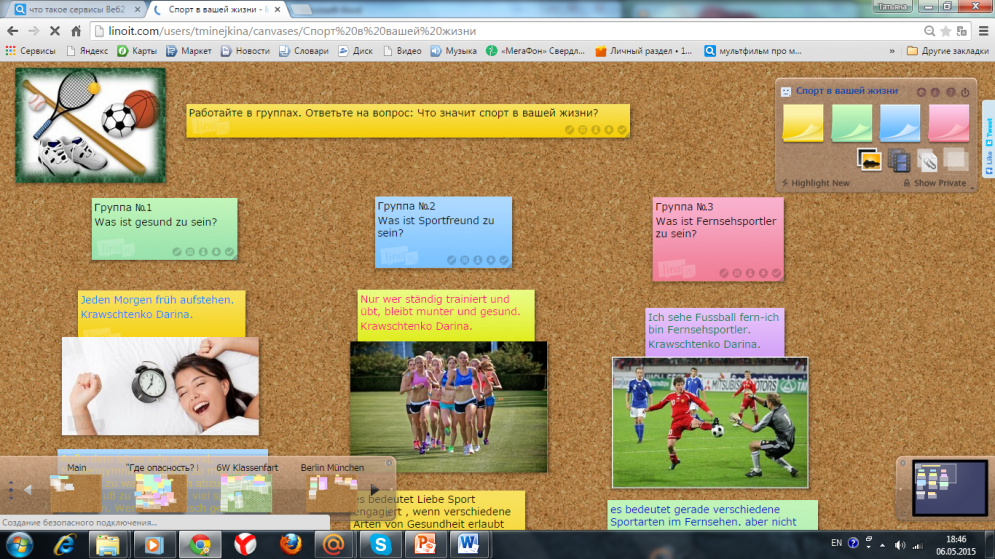 что такое сервисы Веб2
Спорт в вашей жизни -
Татьяна
linoit.com/users/tminejkina/canvases/Спорт%20в%20вашей%20жизни
Сервисы Яндекс Карты Маркет Новости Словари Диск Видео Музыка «МегаФон» Свердл... Личный раздел • 1... мультфильм про м... » Другие закладки
Работайте в группах. Ответьте на вопрос: Что значит спорт в вашей жизни?
Спорт в вашей жизни
Highlight New
Show Private
Like
Tweet
Группа №1
Was ist gesund zu sein?
Группа №2
Was ist Sportfreund zu
sein?
Группа №3
Was ist Fernsehsportler
zu sein?
Jeden Morgen früh aufstehen.
Krawschtenko Darina.
Nur wer ständig trainiert und
übt, bleibt munter und gesund.
Krawschtenko Darina.
Ich sehe Fussball fern-ich
bin Fernsehsportler.
Krawschtenko Darina.
MITSUBISHI MOTORS
Main
"Где опасность?
6W Klassenfart
Berlin München
es bedeutet Liebe Sport
engagiert , wenn verschiedene
Arten von Gesundheit erlaubt
es bedeutet gerade verschiedene
Sportarten im Fernsehen. aber nicht
Создание безопасного подключения...
EN
18:46
06.05.2015